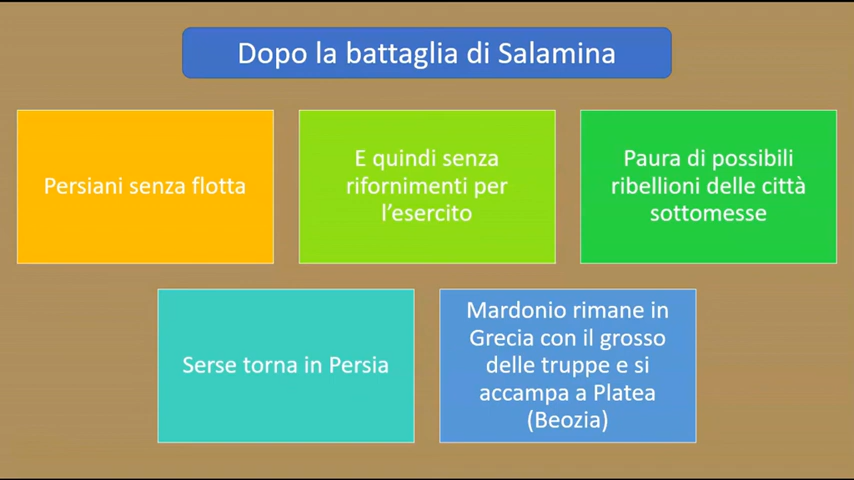 Dopo la battaglia di Salamina
Persiani senza flotta
E quindi senza
rifornimenti per
l’esercito
Paura di possibili
ribellioni delle città
sottomesse
Serse torna in Persia
Mardonio rimane in
Grecia con il grosso
delle truppe e si
accampa a Platea
(Beozia)